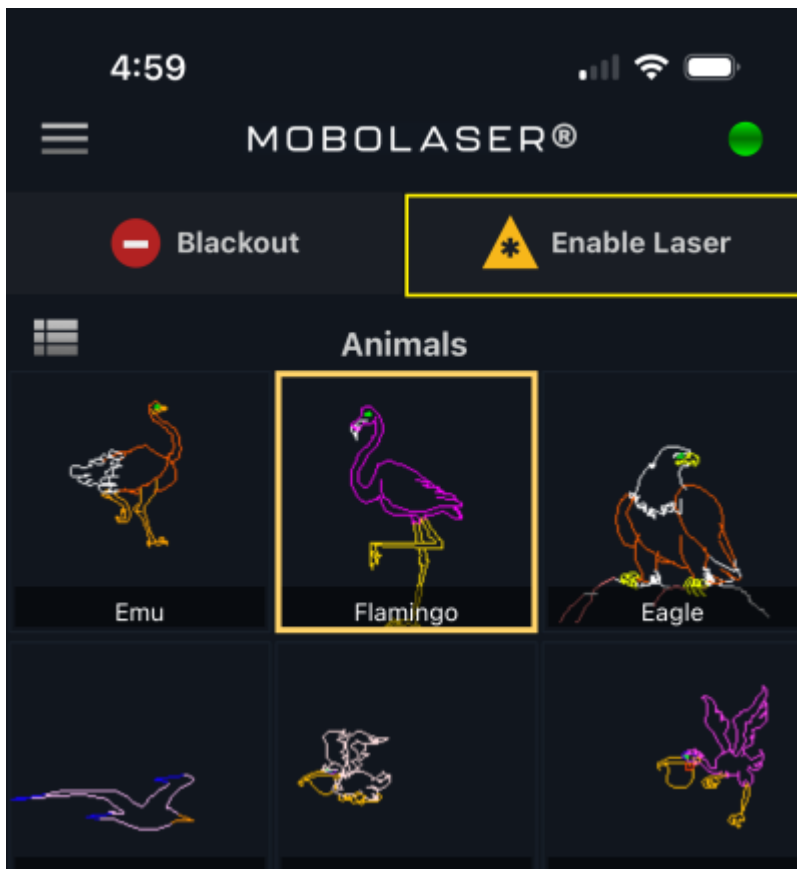 4:59
MOBOLASER®
Blackout
Enable Laser
Animals
Emu
Flamingo
Eagle